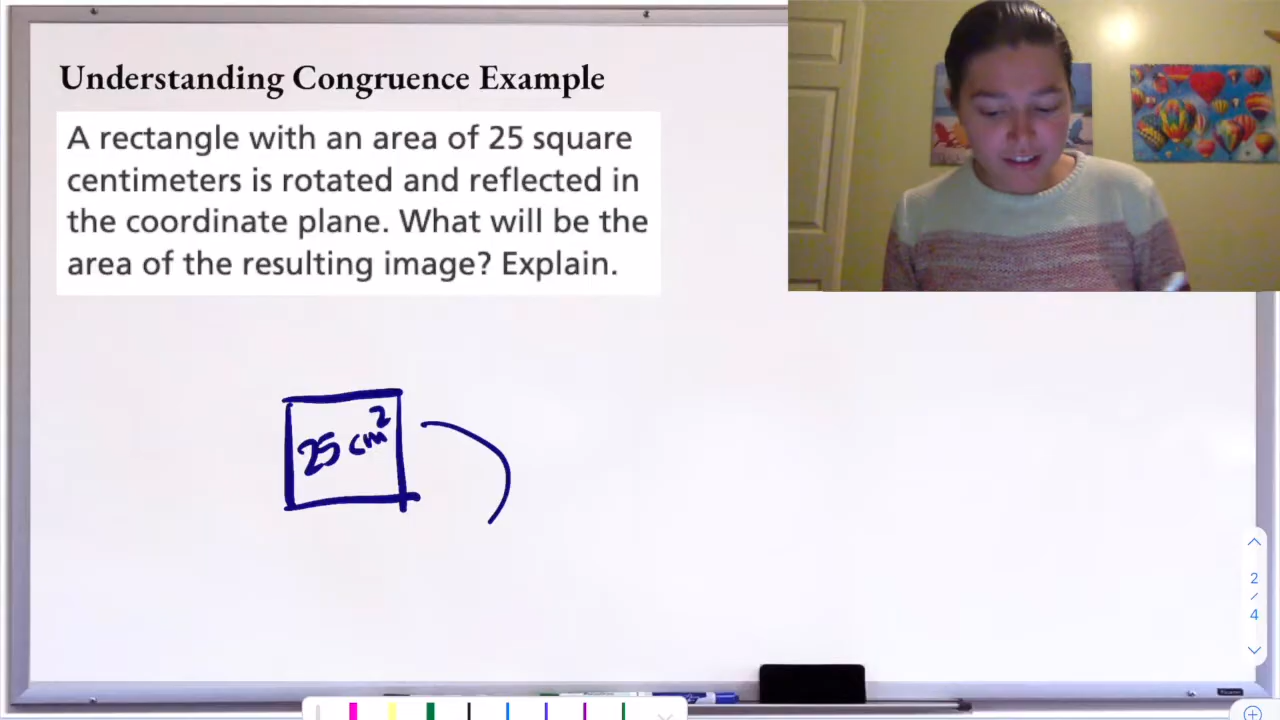 Understanding Congruence Example
A rectangle with an area of 25 square
centimeters is rotated and reflected in
the coordinate plane. What will be the
area of the resulting image? Explain.
25 cm²
2
/
4